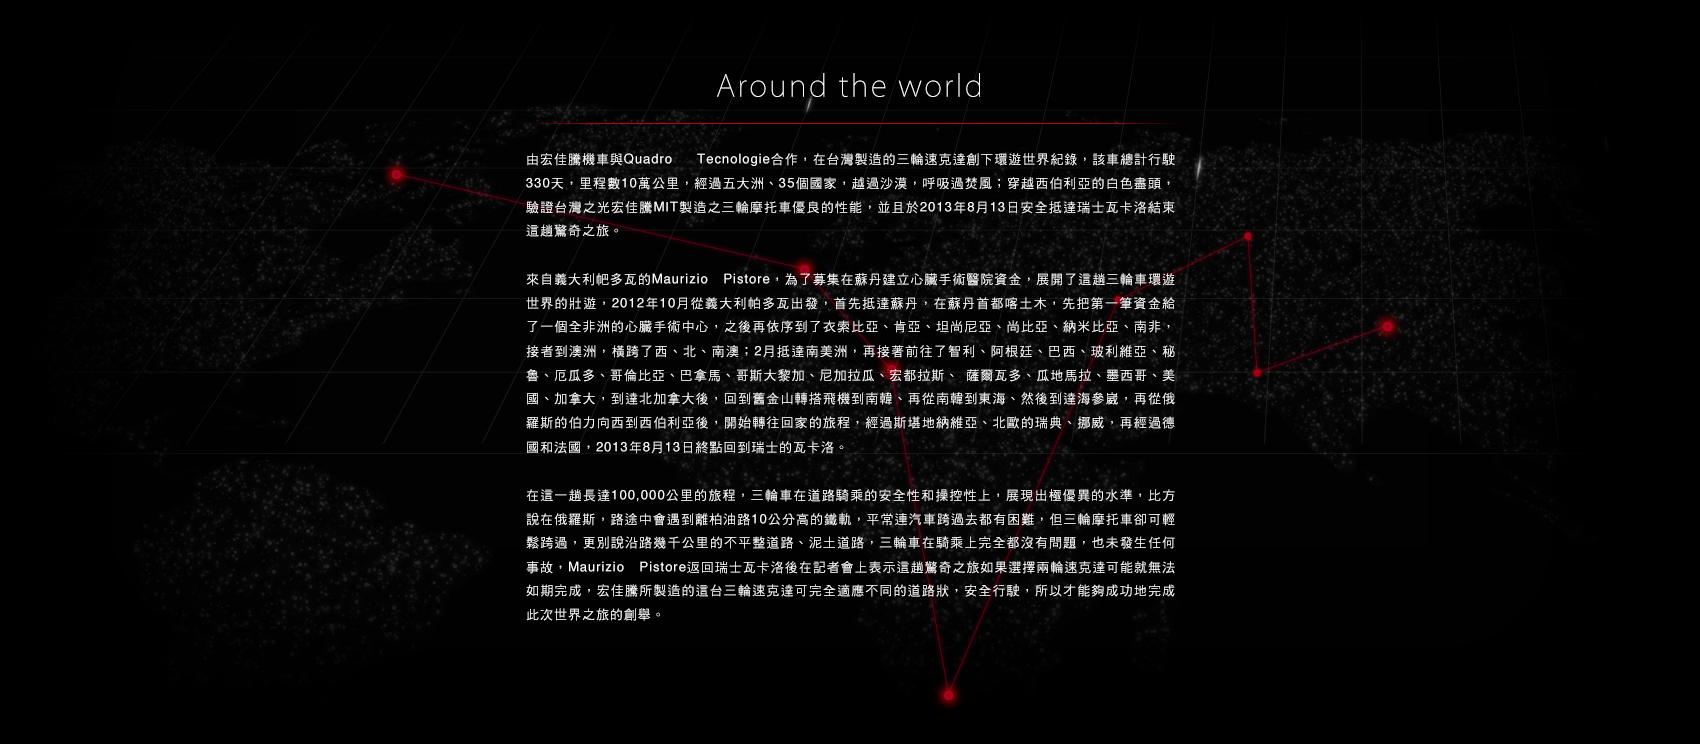 Around the world
由宏佳騰機車與Quadro Tecnologie合作，在台灣製造的三輪速克達創下環遊世界紀錄，該車總計行駛
330天，里程數10萬公里，經過五大洲、35個國家，越過沙漠，呼吸過焚風；穿越西伯利亞的白色盡頭，
驗證台灣之光宏佳騰MIT製造之三輪摩托車優良的性能，並且於2013年8月13日安全抵達瑞士瓦卡洛結束
這趟驚奇之旅。
來自義大利帊多瓦的Maurizio Pistore，為了募集在蘇丹建立心臟手術醫院資金，展開了這趟三輪車環遊
世界的壯遊，2012年10月從義大利帕多瓦出發，首先抵達蘇丹，在蘇丹首都喀土木，先把第一筆資金給
了一個全非洲的心臟手術中心，之後再依序到了衣索比亞、肯亞、坦尚尼亞、尚比亞、納米比亞、南非，
接者到澳洲，橫跨了西、北、南澳；2月抵達南美洲，再接著前往了智利、阿根廷、巴西、玻利維亞、秘
魯、厄瓜多、哥倫比亞、巴拿馬、哥斯大黎加、尼加拉瓜、宏都拉斯、 薩爾瓦多、瓜地馬拉、墨西哥、美
國、加拿大，到達北加拿大後，回到舊金山轉搭飛機到南韓、再從南韓到東海、然後到達海參崴，再從俄
羅斯的伯力向西到西伯利亞後，開始轉往回家的旅程，經過斯堪地納維亞、北歐的瑞典、挪威，再經過德
國和法國，2013年8月13日終點回到瑞士的瓦卡洛。
在這一趟長達100,000公里的旅程，三輪車在道路騎乘的安全性和操控性上，展現出極優異的水準，比方
說在俄羅斯，路途中會遇到離柏油路10公分高的鐵軌，平常連汽車跨過去都有困難，但三輪摩托車卻可輕
鬆跨過，更別說沿路幾千公里的不平整道路、泥土道路，三輪車在騎乘上完全都沒有問題，也未發生任何
事故，Maurizio Pistore返回瑞士瓦卡洛後在記者會上表示這趟驚奇之旅如果選擇兩輪速克達可能就無法
如期完成，宏佳騰所製造的這台三輪速克達可完全適應不同的道路狀，安全行駛，所以才能夠成功地完成
此次世界之旅的創舉。